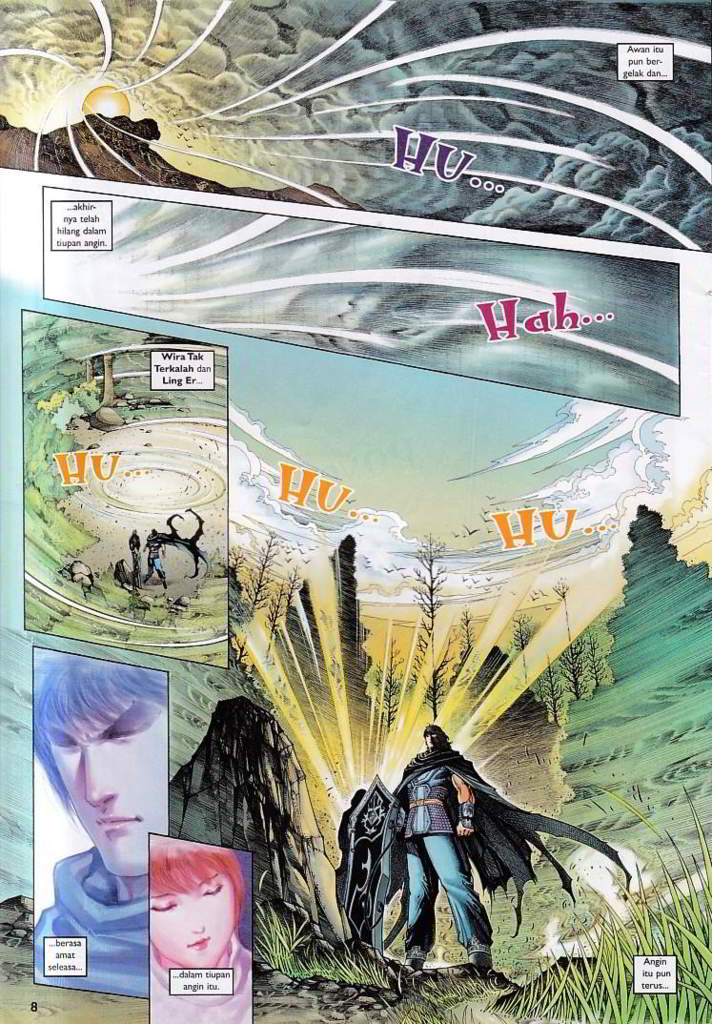 Awan itu
pun ber-
gelak dan...
HU...
...akhir-
nya telah
hilang dalam
tiupan angin.
Hah...
Wira Tak
Terkalah dan
Ling Er...
HU...
HU...
HU...
...berasa
amat
seleasa...
...dalam tiupan
angin itu.
Angin
itu pun
terus...
8